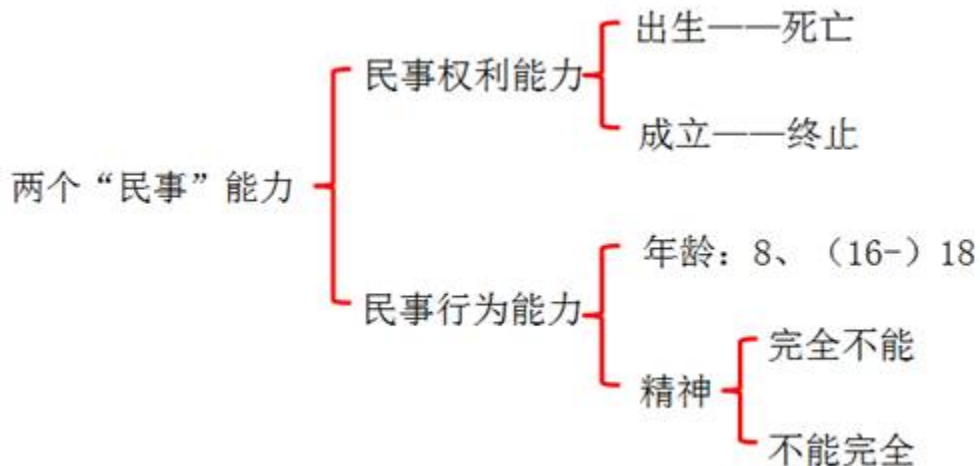 两个“民事”能力
民事权利能力
出生——死亡
成立——终止
民事行为能力
年龄：8、（16-）18
精神
完全不能
不能完全